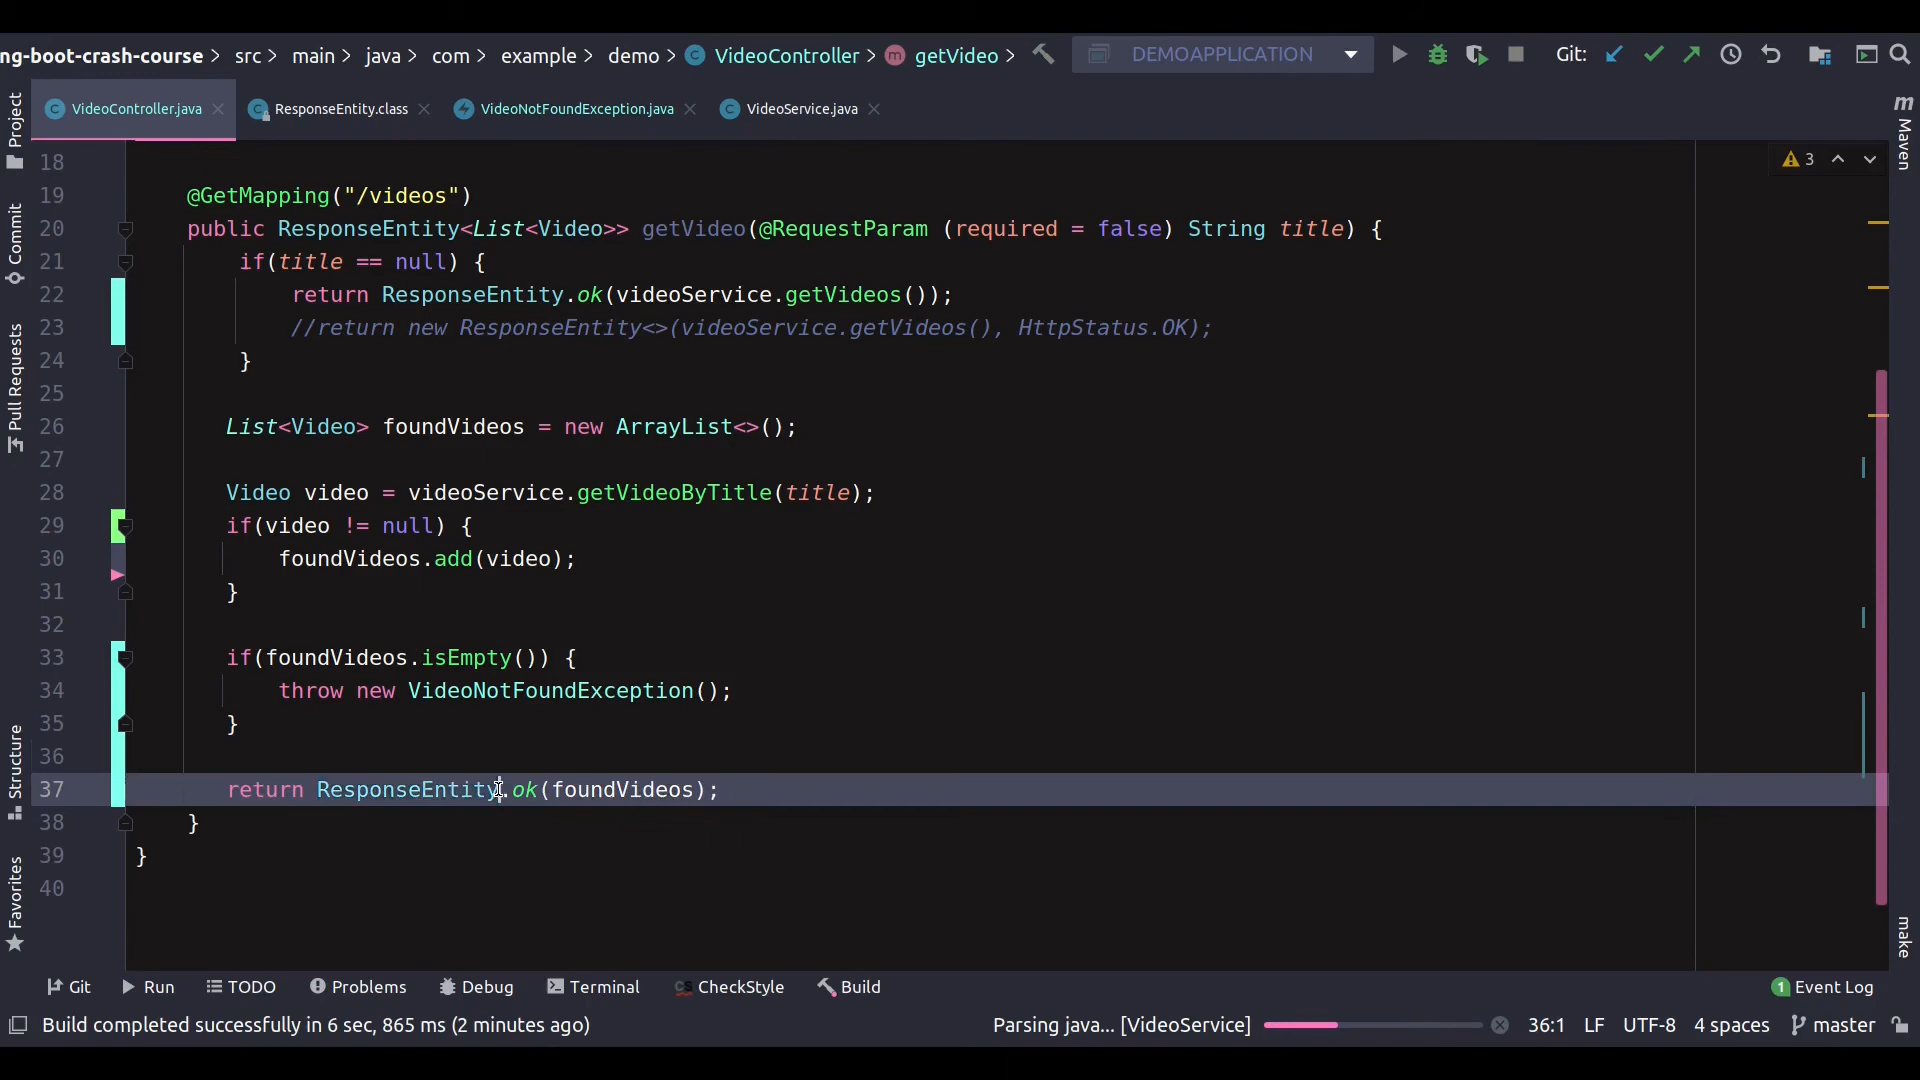 ng-boot-crash-course > src > main > java > com > example > demo > VideoController > m getVideo > DEMOAPPLICATION Git:
C VideoController.java C ResponseEntity.class VideoNotFoundException.java C VideoService.java
Project
Commit
Pull Requests
Structure
Favorites
m Maven
make
3
18
19 @GetMapping("/videos")
20 public ResponseEntity<List<Video>> getVideo(@RequestParam (required = false) String title) {
21 if(title == null) {
22 return ResponseEntity.ok(videoService.getVideos());
23 //return new ResponseEntity<>(videoService.getVideos(), HttpStatus.OK);
24 }
25
26 List<Video> foundVideos = new ArrayList<>();
27
28 Video video = videoService.getVideoByTitle(title);
29 if(video != null) {
30 foundVideos.add(video);
31 }
32
33 if(foundVideos.isEmpty()) {
34 throw new VideoNotFoundException();
35 }
36
37 return ResponseEntity.ok(foundVideos);
38 }
39 }
40
Git Run TODO Problems Debug Terminal CS CheckStyle Build 1 Event Log
Build completed successfully in 6 sec, 865 ms (2 minutes ago) Parsing java... [VideoService] 36:1 LF UTF-8 4 spaces master